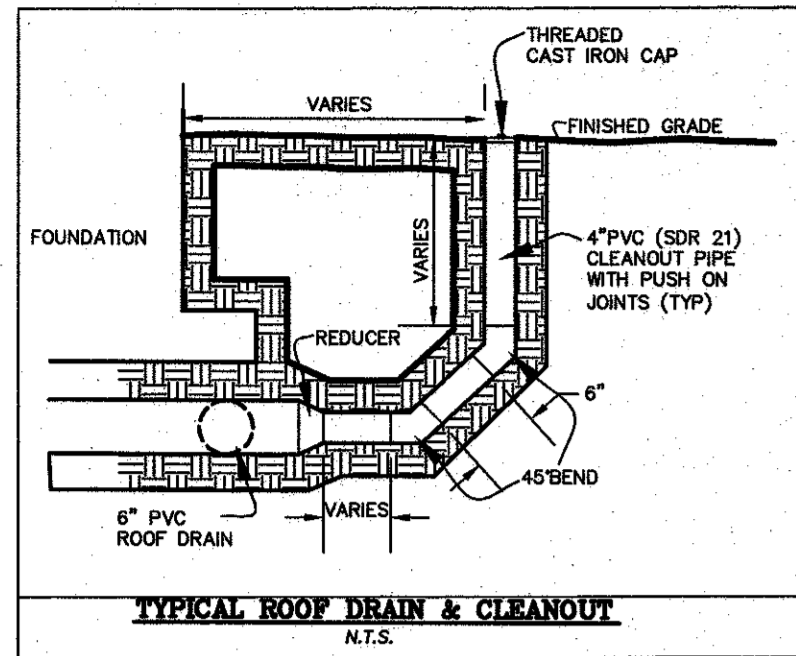 THREADED
CAST IRON CAP
VARIES
FINISHED GRADE
FOUNDATION
VARIES
4"PVC (SDR 21)
CLEANOUT PIPE
WITH PUSH ON
JOINTS (TYP)
REDUCER
6"
45°BEND
VARIES
6" PVC
ROOF DRAIN
TYPICAL ROOF DRAIN & CLEANOUT
N.T.S.